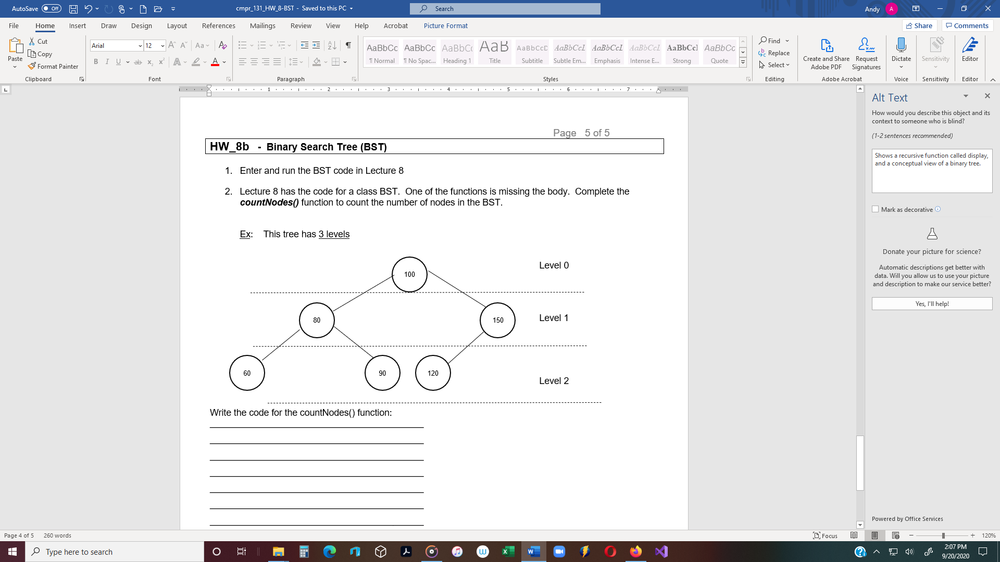 AutoSave Off
cmpr_131_HW_8-BST - Saved to this PC
Search
Andy A
File Home Insert Draw Design Layout References Mailings Review View Help Acrobat Picture Format
Share Comments
Paste
Cut
Copy
Format Painter
Clipboard
Arial 12
Aa
B I U ab x₂ x² A A
Font
Paragraph
AaBbCc AaBbCc AaBbCc AaB AaBbCcD AaBbCcL AaBbCcL AaBbCcL AaBbCcl AaBbCc
¶ Normal ¶ No Spac... Heading 1 Title Subtitle Subtle Em... Emphasis Intense E... Strong Quote
Styles
Find
Replace
Select
Editing
Create and Share Adobe PDF
Request Signatures
Adobe Acrobat
Dictate
Voice
Sensitivity
Sensitivity
Editor
Editor
1 2 3 4 5 6 7
Page 5 of 5
HW_8b - Binary Search Tree (BST)
1. Enter and run the BST code in Lecture 8
2. Lecture 8 has the code for a class BST. One of the functions is missing the body. Complete the
countNodes() function to count the number of nodes in the BST.
Ex: This tree has 3 levels
100
Level 0
80
150
Level 1
60
90
120
Level 2
Write the code for the countNodes() function:
Alt Text
How would you describe this object and its
context to someone who is blind?
(1-2 sentences recommended)
Shows a recursive function called display,
and a conceptual view of a binary tree.
Mark as decorative
Donate your picture for science?
Automatic descriptions get better with
data. Will you allow us to use your picture
and description to make our service better?
Yes, I'll help!
Powered by Office Services
Page 4 of 5 260 words
Focus
120%
Type here to search
2:07 PM
9/20/2020